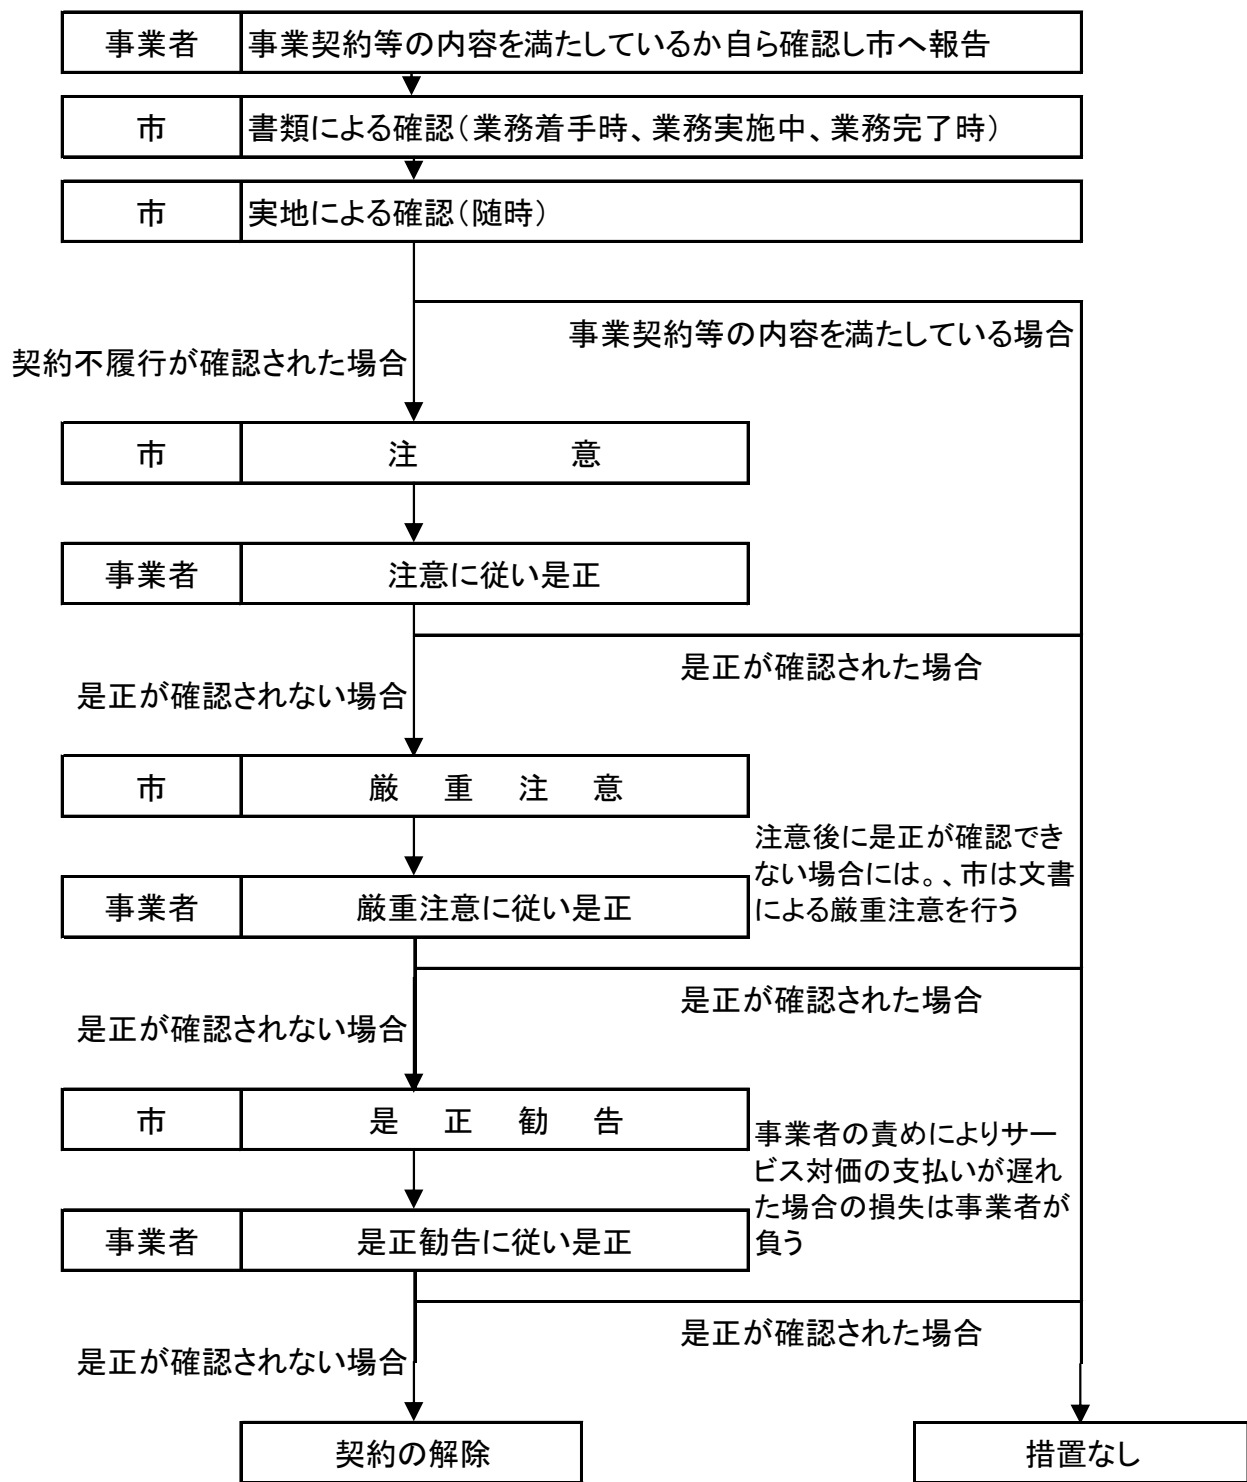 事業者 事業契約等の内容を満たしているか自ら確認し市へ報告
市 書類による確認（業務着手時、業務実施中、業務完了時）
市 実地による確認（随時）
事業契約等の内容を満たしている場合
契約不履行が確認された場合
市 注 意
事業者 注意に従い是正
是正が確認された場合
是正が確認されない場合
市 厳 重 注 意
注意後に是正が確認でき
ない場合には。、市は文書
による厳重注意を行う
事業者 厳重注意に従い是正
是正が確認された場合
是正が確認されない場合
市 是 正 勧 告
事業者の責めによりサー
ビス対価の支払いが遅れ
た場合の損失は事業者が
負う
事業者 是正勧告に従い是正
是正が確認された場合
是正が確認されない場合
契約の解除 措置なし